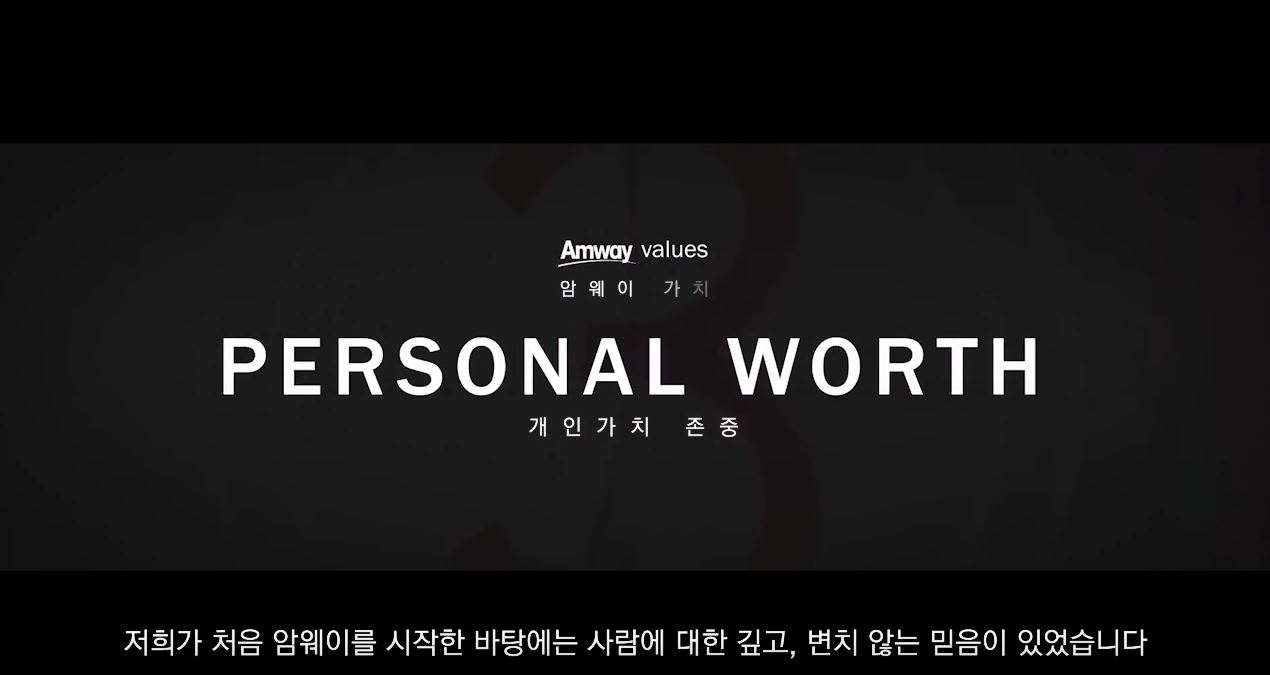 Amway values
암웨이 가치
PERSONAL WORTH
개인가치 존중
저희가 처음 암웨이를 시작한 바탕에는 사람에 대한 깊고, 변치 않는 믿음이 있었습니다